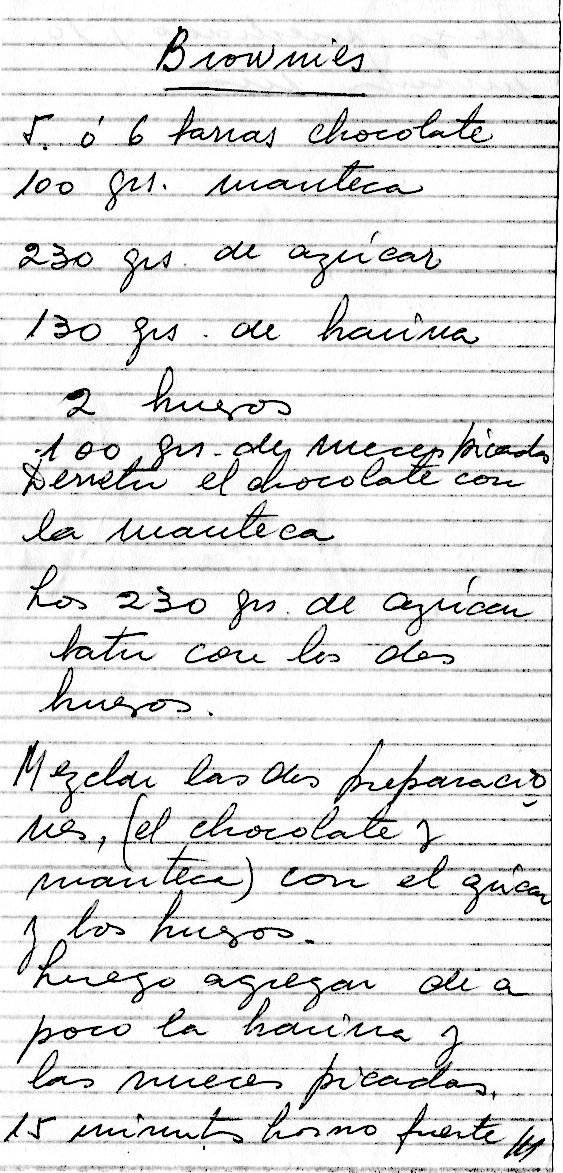 Brownies
5. ó 6 barras chocolate
100 grs. manteca
230 grs. de azúcar
130 grs. de harina
2 huevos
100 grs. de nueces picadas
Derretir el chocolate con
la manteca
Los 230 grs. de azúcar
batir con los dos
huevos.
Mezclar las dos preparacio
nes, (el chocolate y
manteca) con el azúcar
y los huevos.
Luego agregar de a
poco la harina y
las nueces picadas.
15 minutos horno fuerte